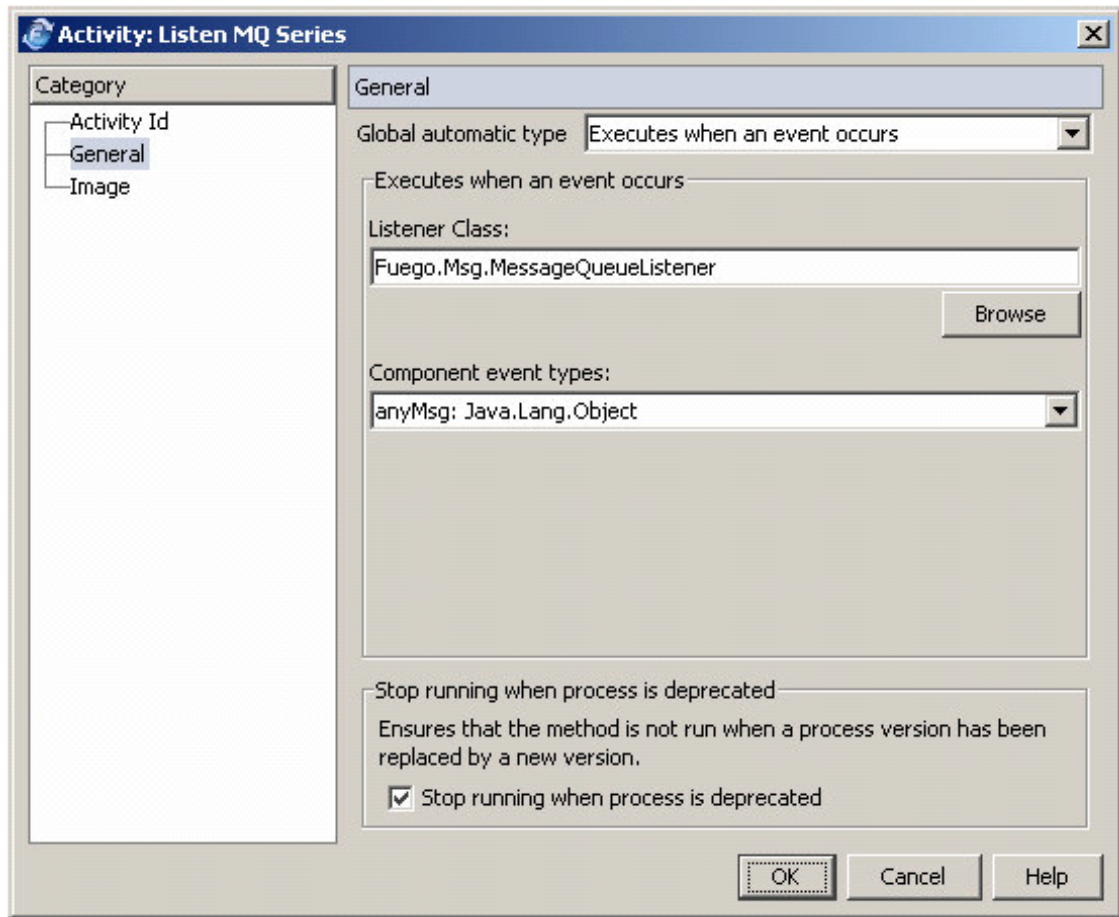 Activity: Listen MQ Series
Category
Activity Id
General
Image
General
Global automatic type Executes when an event occurs
Executes when an event occurs
Listener Class:
Fuego.Msg.MessageQueueListener
Browse
Component event types:
anyMsg: Java.Lang.Object
Stop running when process is deprecated
Ensures that the method is not run when a process version has been
replaced by a new version.
Stop running when process is deprecated
OK Cancel Help